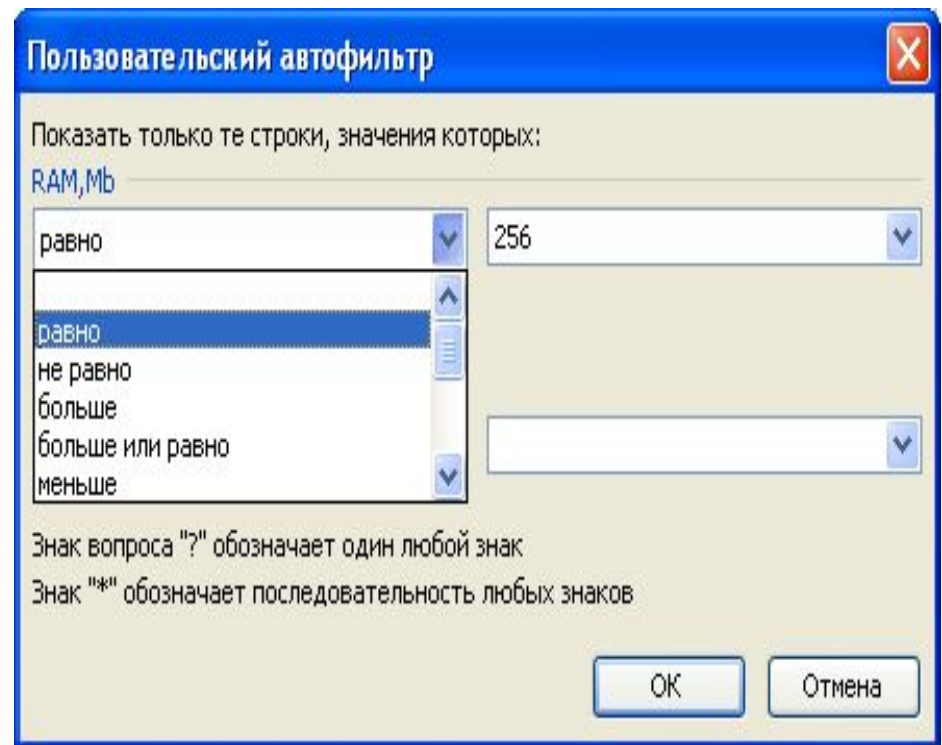 Пользовательский автофильтр
Показать только те строки, значения которых:
RAM,Mb
равно 256
равно
не равно
больше
больше или равно
меньше
Знак вопроса "?" обозначает один любой знак
Знак "*" обозначает последовательность любых знаков
ОК Отмена